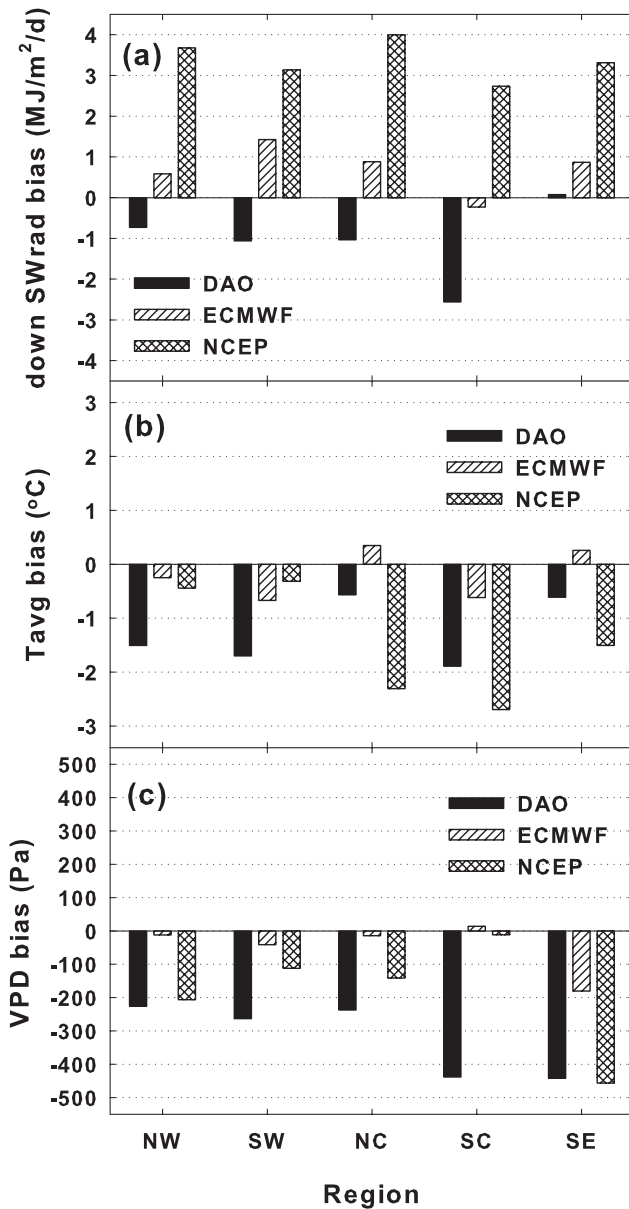 down SWrad bias (MJ/m²/d)
4
3
2
1
0
-1
-2
-3
-4
(a)
DAO
ECMWF
NCEP
Tavg bias (ºC)
3
2
1
0
-1
-2
-3
(b)
DAO
ECMWF
NCEP
VPD bias (Pa)
500
400
300
200
100
0
-100
-200
-300
-400
-500
(c)
DAO
ECMWF
NCEP
NW SW NC SC SE
Region